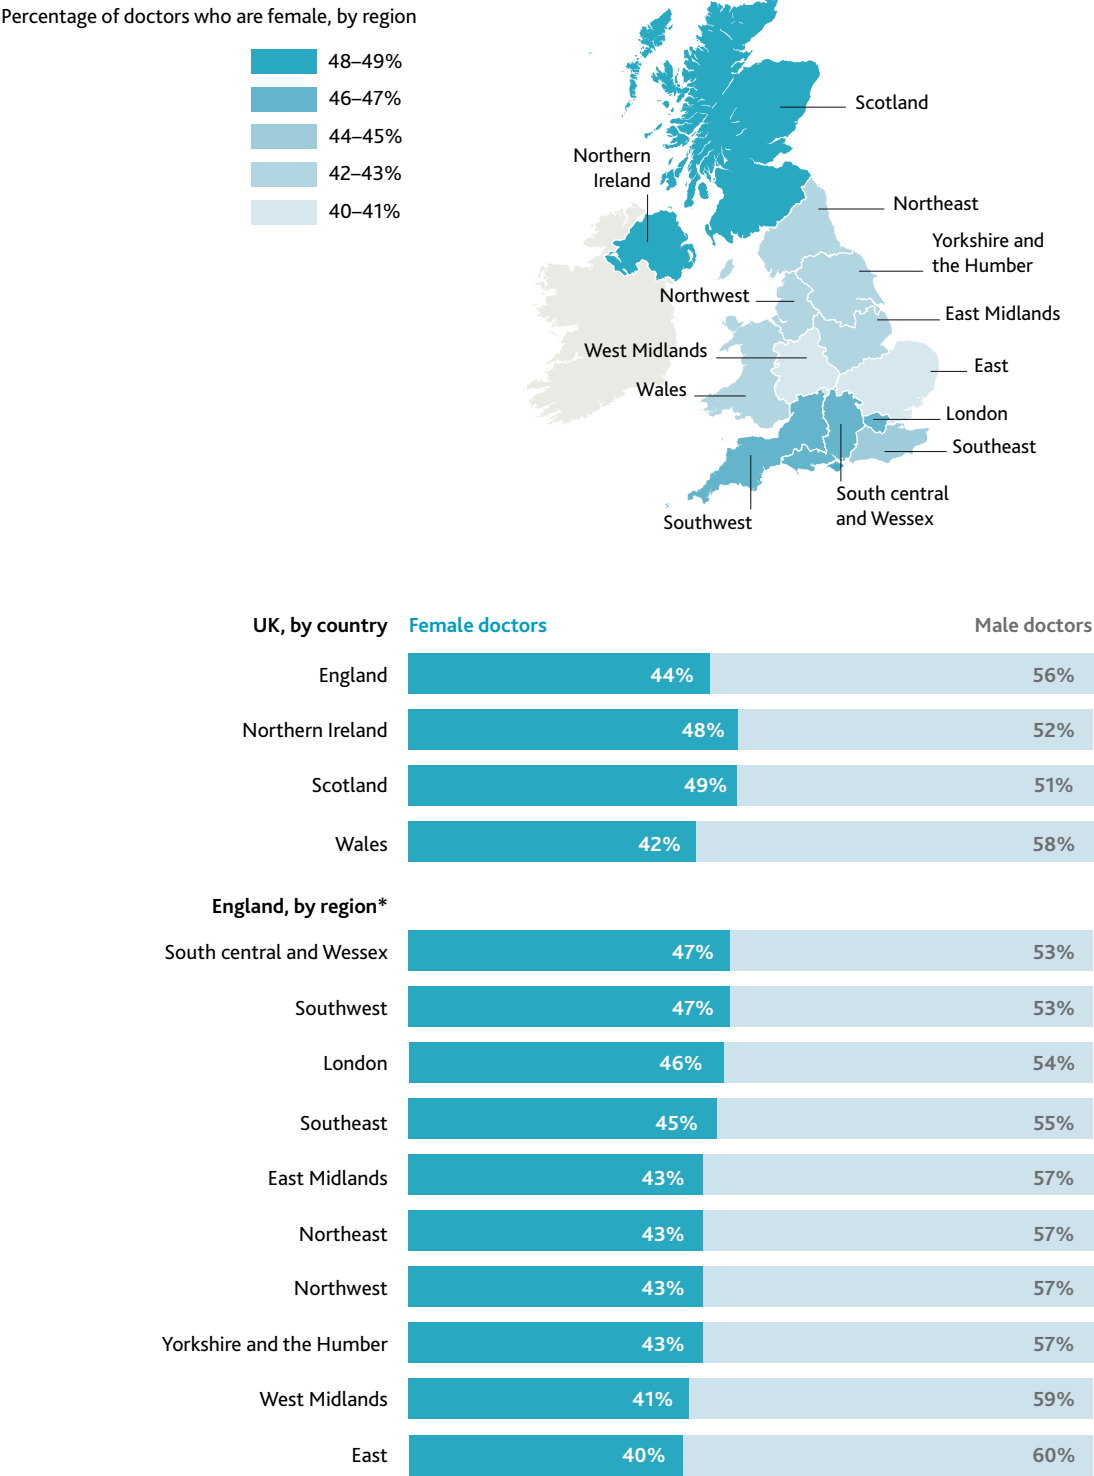 Percentage of doctors who are female, by region
48–49%
46–47%
44–45%
42–43%
40–41%
Scotland
Northern
Ireland
Northeast
Yorkshire and
the Humber
Northwest
East Midlands
West Midlands
East
Wales
London
Southeast
South central
and Wessex
Southwest
UK, by country Female doctors Male doctors
England 44% 56%
Northern Ireland 48% 52%
Scotland 49% 51%
Wales 42% 58%
England, by region*
South central and Wessex 47% 53%
Southwest 47% 53%
London 46% 54%
Southeast 45% 55%
East Midlands 43% 57%
Northeast 43% 57%
Northwest 43% 57%
Yorkshire and the Humber 43% 57%
West Midlands 41% 59%
East 40% 60%